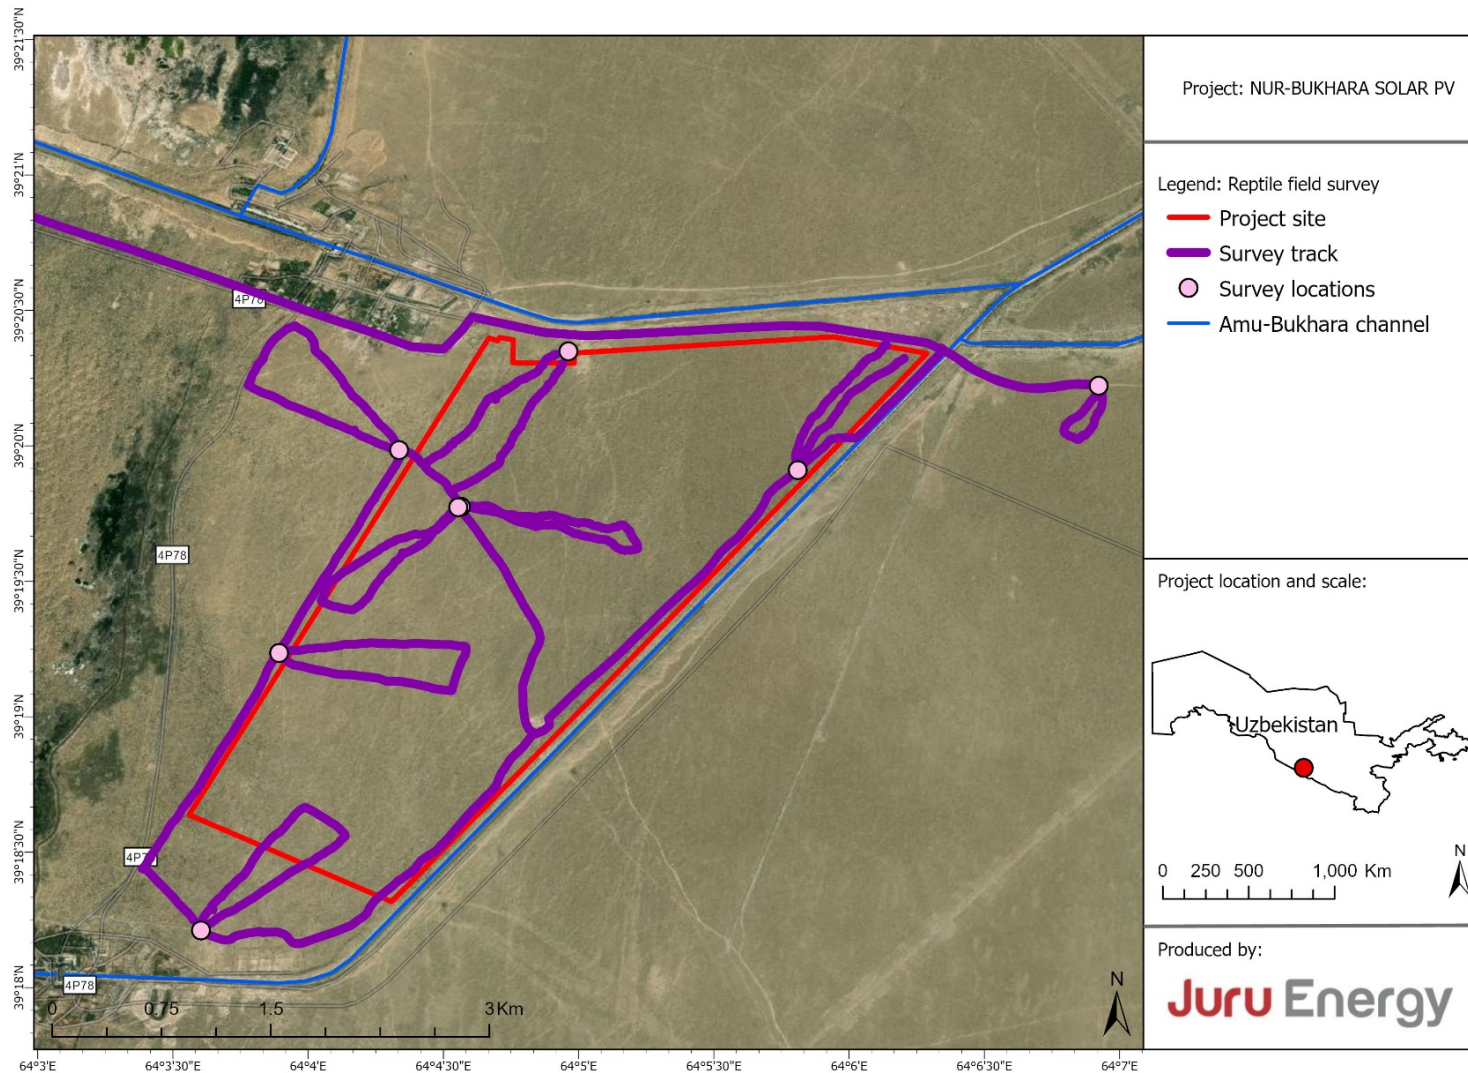 Project: NUR-BUKHARA SOLAR PV
Legend: Reptile field survey
Project site
Survey track
Survey locations
Amu-Bukhara channel
Project location and scale:
Uzbekistan
N
0 250 500 1,000 Km
Produced by:
Juru Energy
39°21'30"N
39°21'N
39°20'30"N
39°20'N
39°19'30"N
39°19'N
39°18'30"N
39°18'N
4P78
4P78
4P78
N
0 0.75 1.5 3 Km
64°3'E 64°3'30"E 64°4'E 64°4'30"E 64°5'E 64°5'30"E 64°6'E 64°6'30"E 64°7'E